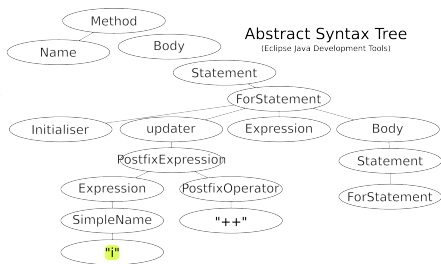 Method
Abstract Syntax Tree
(Eclipse Java Development Tools)
Name
Body
Statement
ForStatement
Initialiser
updater
Expression
Body
PostfixExpression
Statement
Expression
PostfixOperator
ForStatement
SimpleName
"++"
"i"